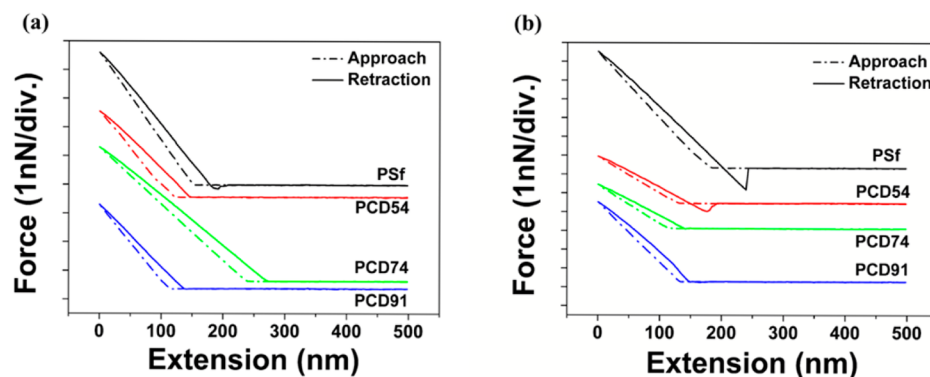 (a)
Approach
Retraction
PSf
PCD54
PCD74
PCD91
Force (1nN/div.)
0 100 200 300 400 500
Extension (nm)
(b)
Approach
Retraction
PSf
PCD54
PCD74
PCD91
Force (1nN/div.)
0 100 200 300 400 500
Extension (nm)